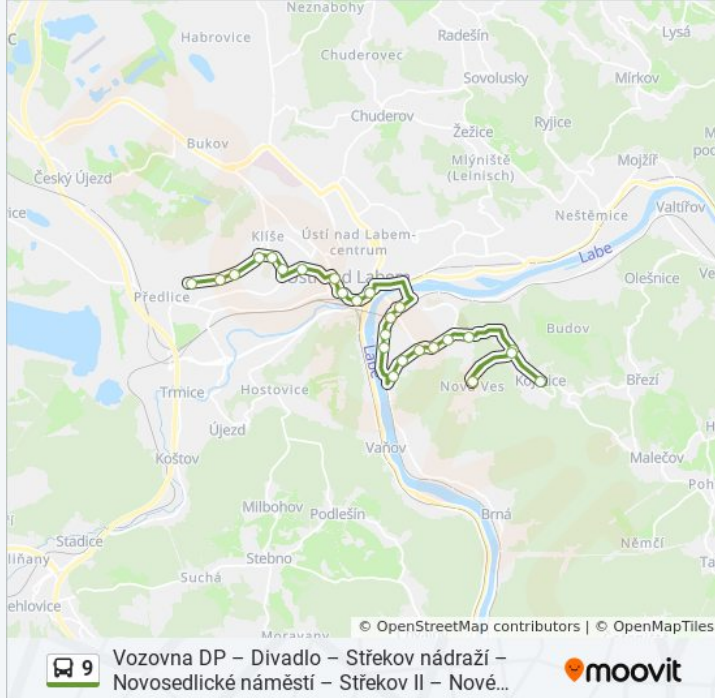 Neznabohy
Habrovice
Radešín
Lysá
C
Chuderovec
Sovolusky
Mírkov
Chuderov
Ryjice
Žežice
Bukov
Mlýniště
(Leinisch)
Mojžíř
Český Újezd
Valtířov
Klíše
Ústí nad Labem-
centrum
Neštěmice
Labe
Olešnice
Předlice
Budov
Labe
Trmice
Hostovice
Nová Ves
Kojetice
Březí
Újezd
Koštov
Vaňov
Malečov
Milbohov
Podlešín
Brná
Stadice
Němčí
Stebno
Suchá
ehlovice
Moravany
© OpenStreetMap contributors | © OpenMapTiles
9
Vozovna DP – Divadlo – Střekov nádraží –
Novosedlické náměstí – Střekov II – Nové...
moovit